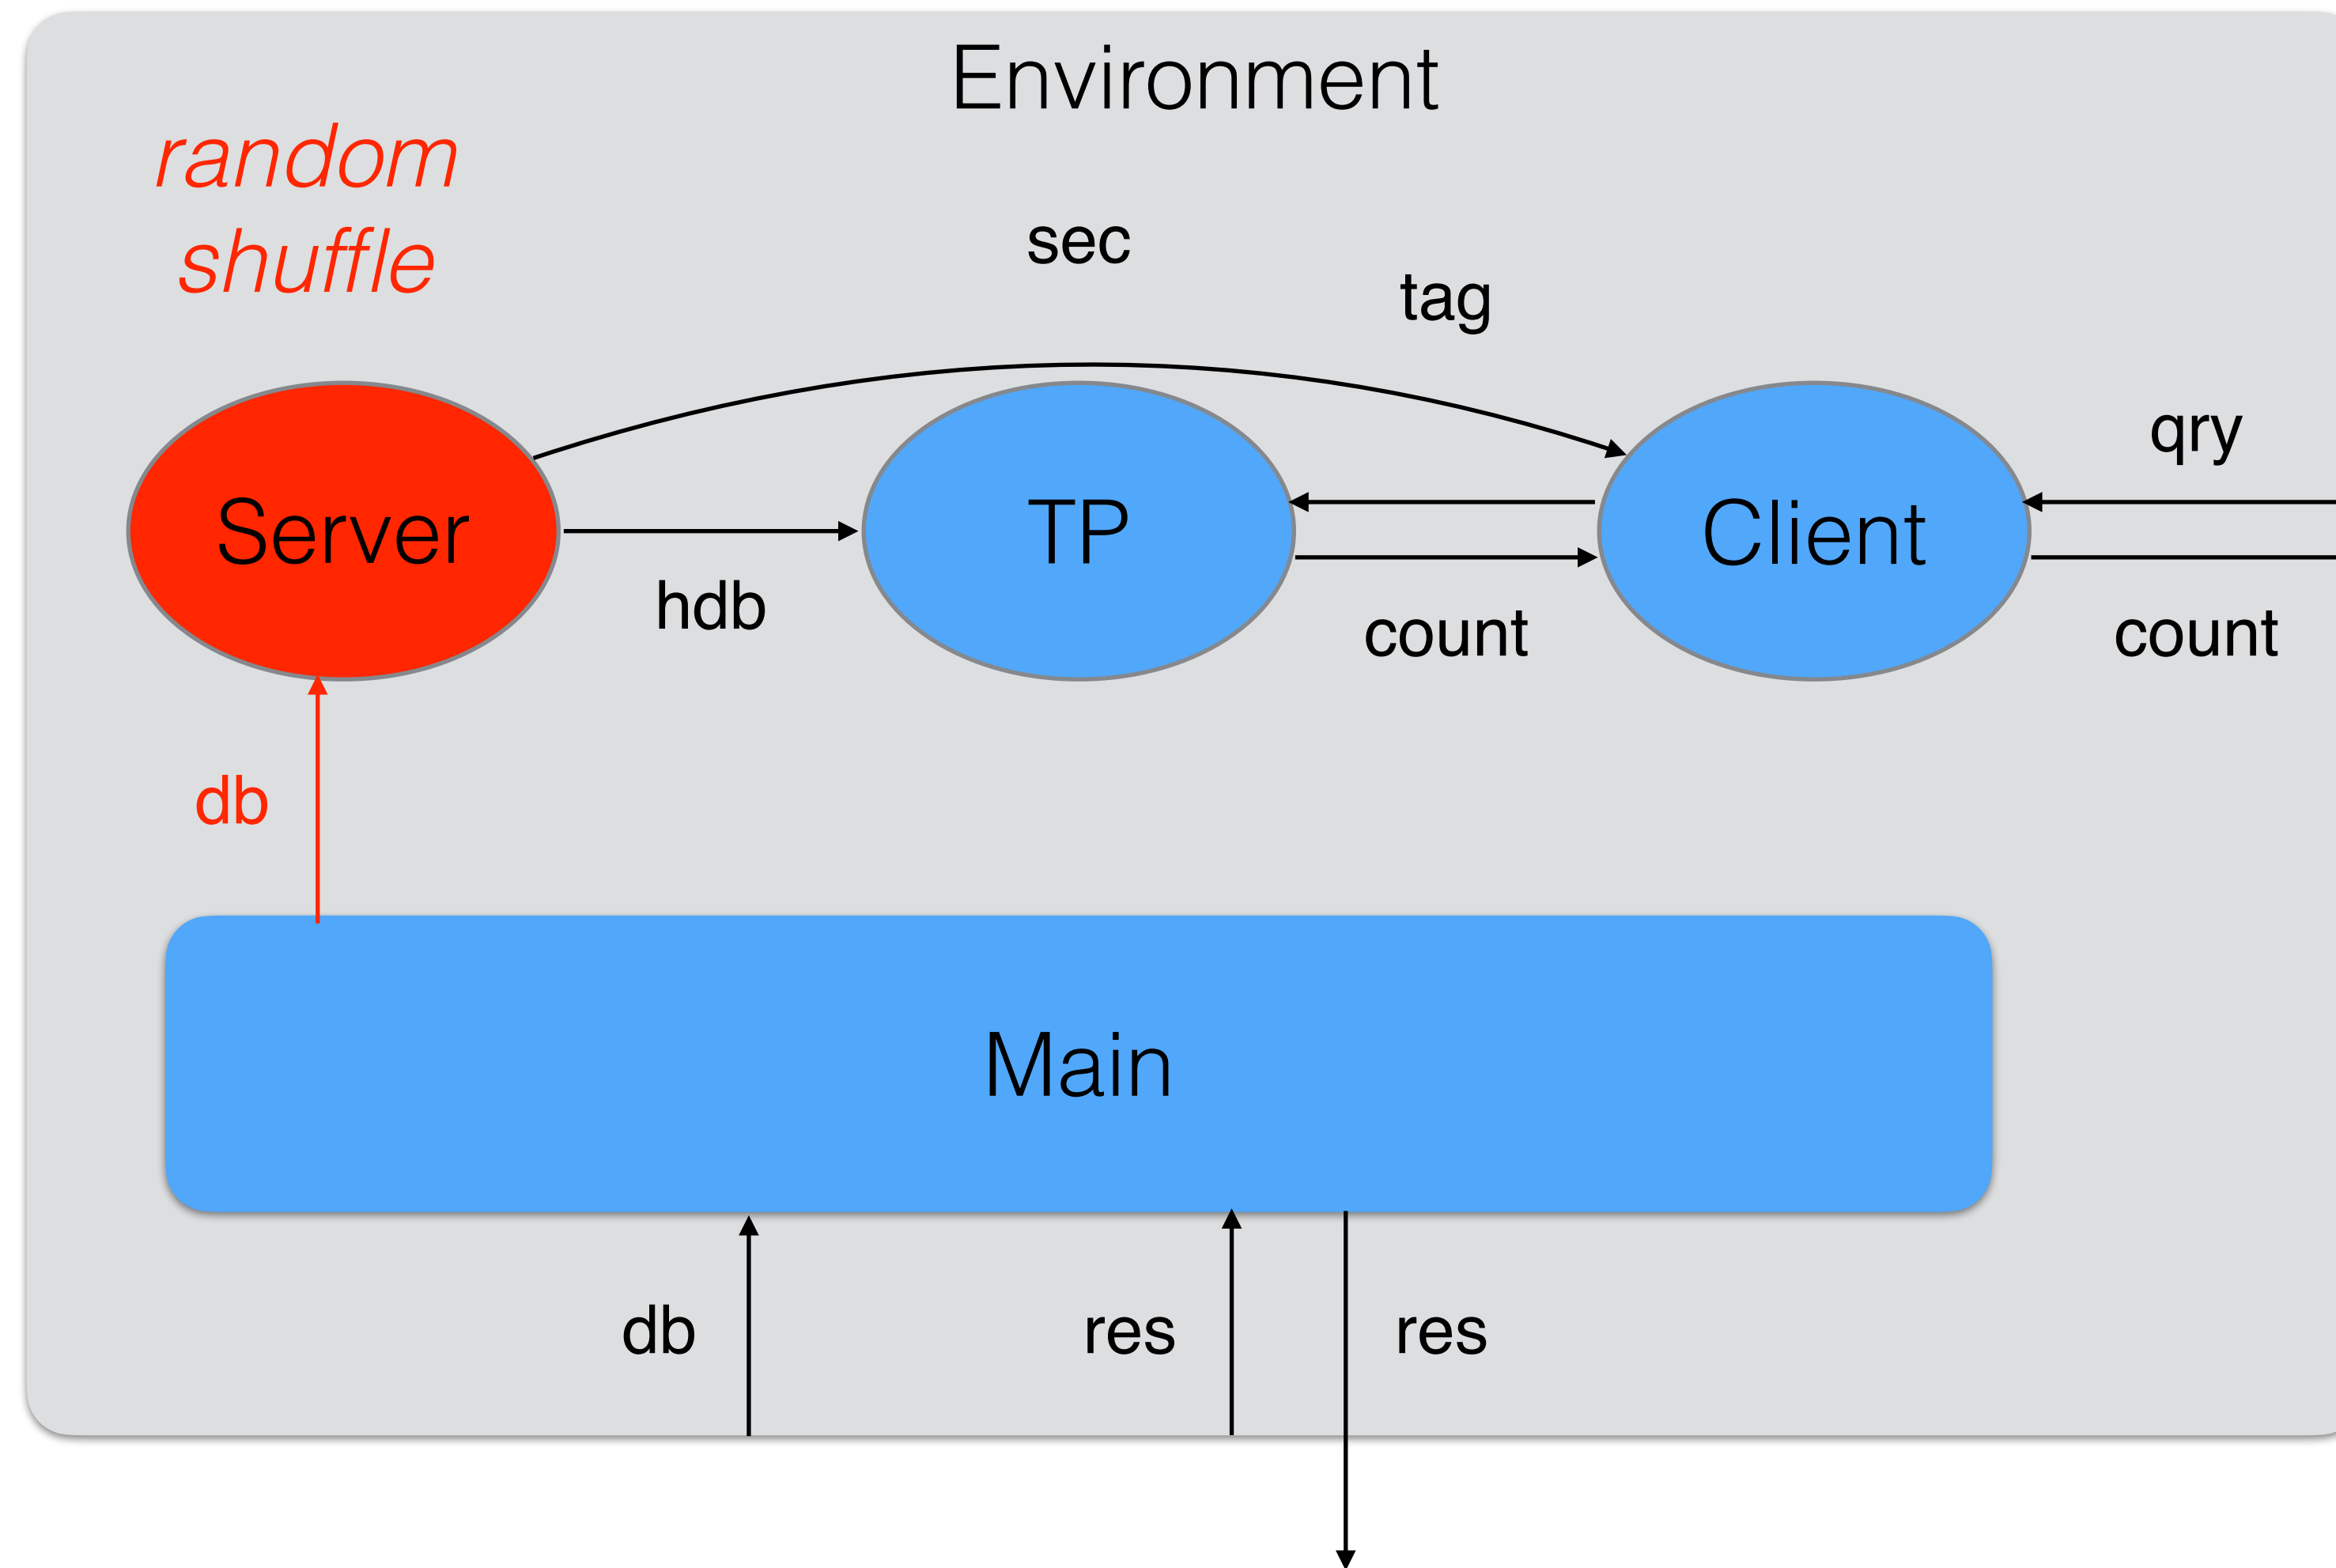 Environment
random
shuffle
sec
tag
qry
Server
TP
Client
hdb
count
count
db
Main
db
res
res